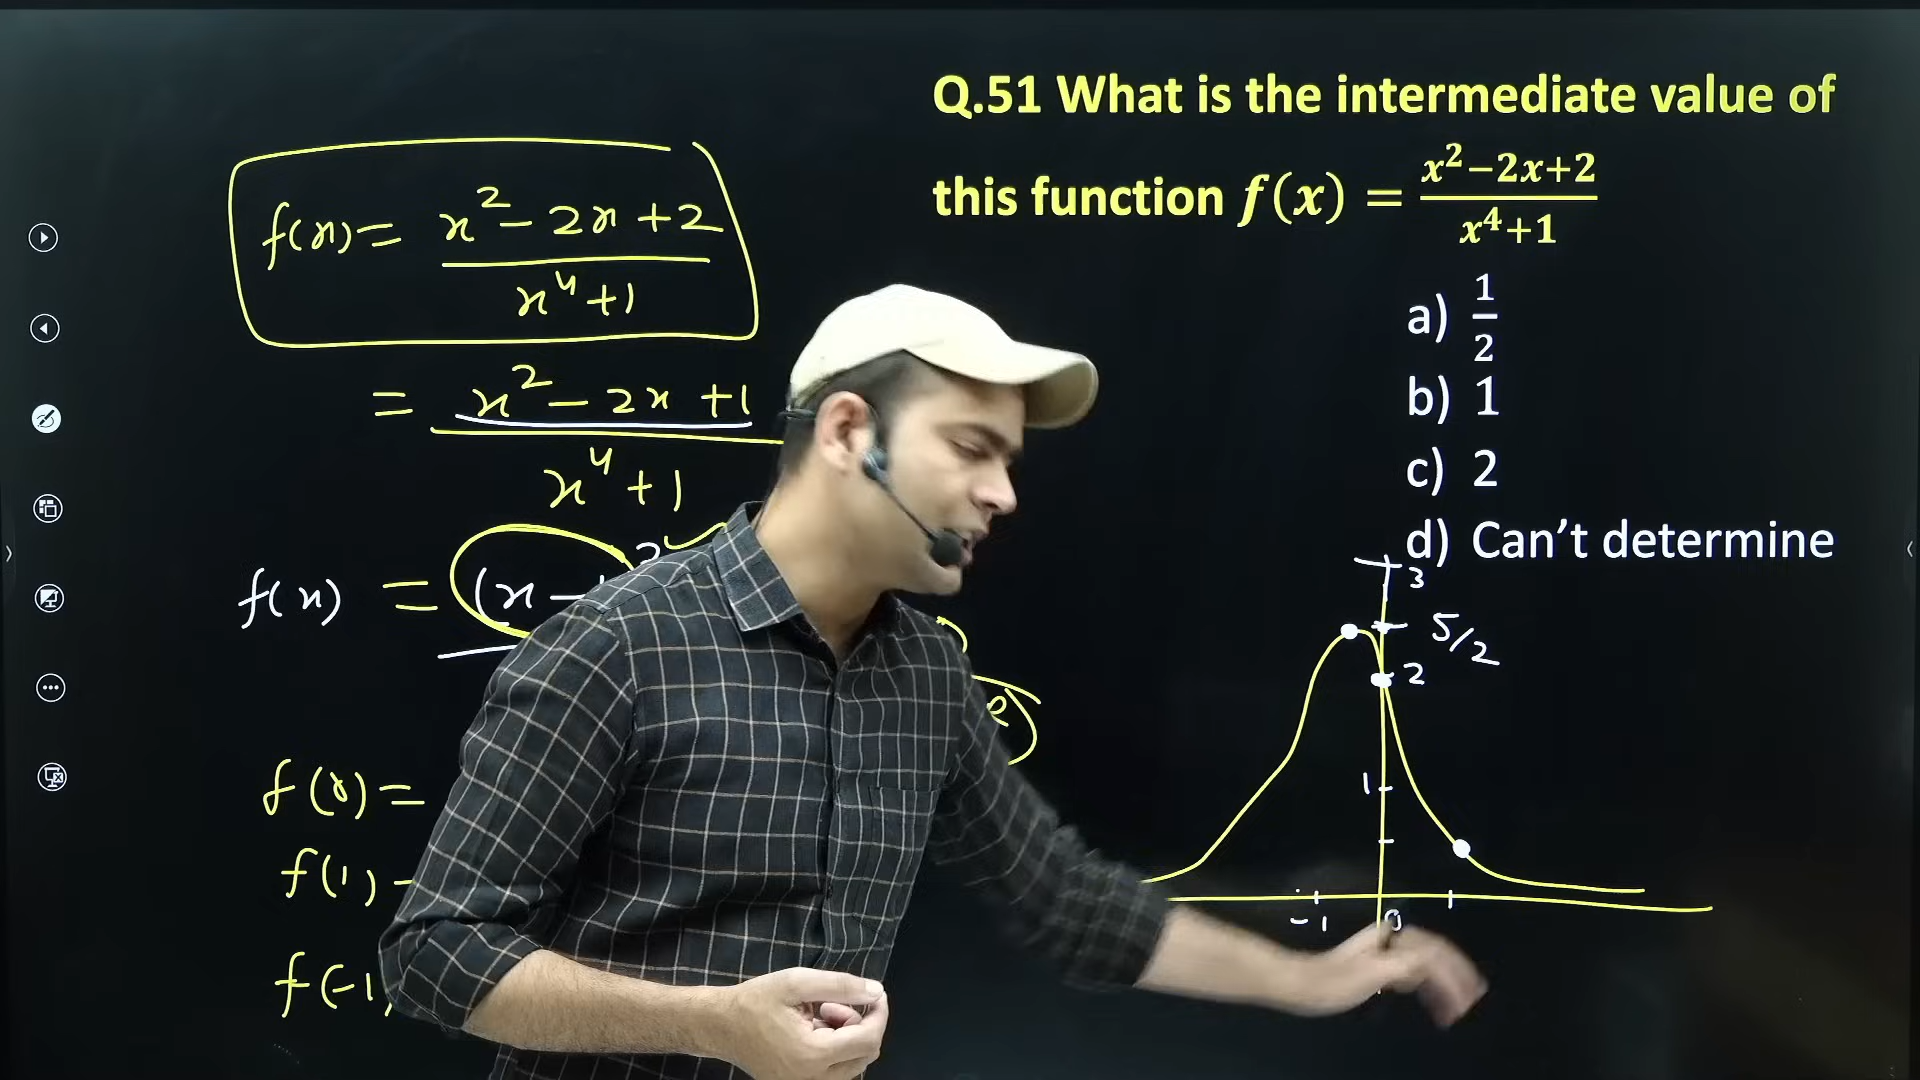 Q.51 What is the intermediate value of
this function f(x) = x²−2x+2 / x⁴+1
a) 1/2
b) 1
c) 2
d) Can't determine
f(x) = x² − 2x + 2 / x⁴ + 1
= x² − 2x + 1 / x⁴ + 1
f(x) = (x −
f(0) =
f(1) =
f(-1)
3
5/2
2
1
-1 0